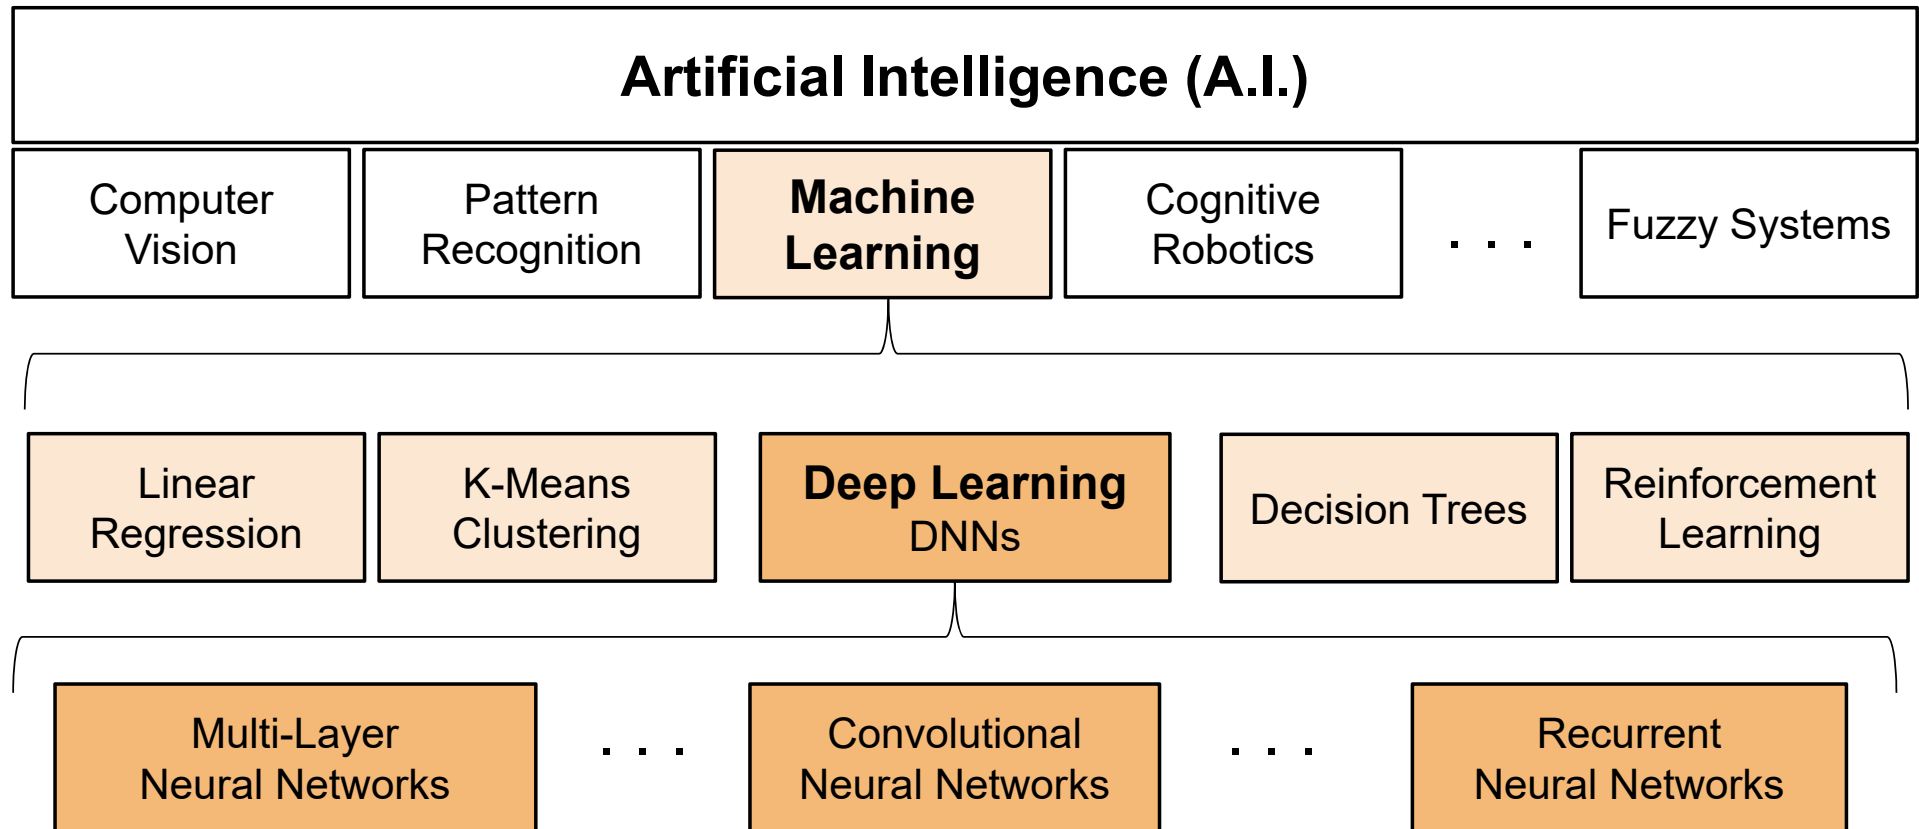 Artificial Intelligence (A.I.)
Computer
Vision
Pattern
Recognition
Machine
Learning
Cognitive
Robotics
. . .
Fuzzy Systems
Linear
Regression
K-Means
Clustering
Deep Learning
DNNs
Decision Trees
Reinforcement
Learning
Multi-Layer
Neural Networks
. . .
Convolutional
Neural Networks
. . .
Recurrent
Neural Networks